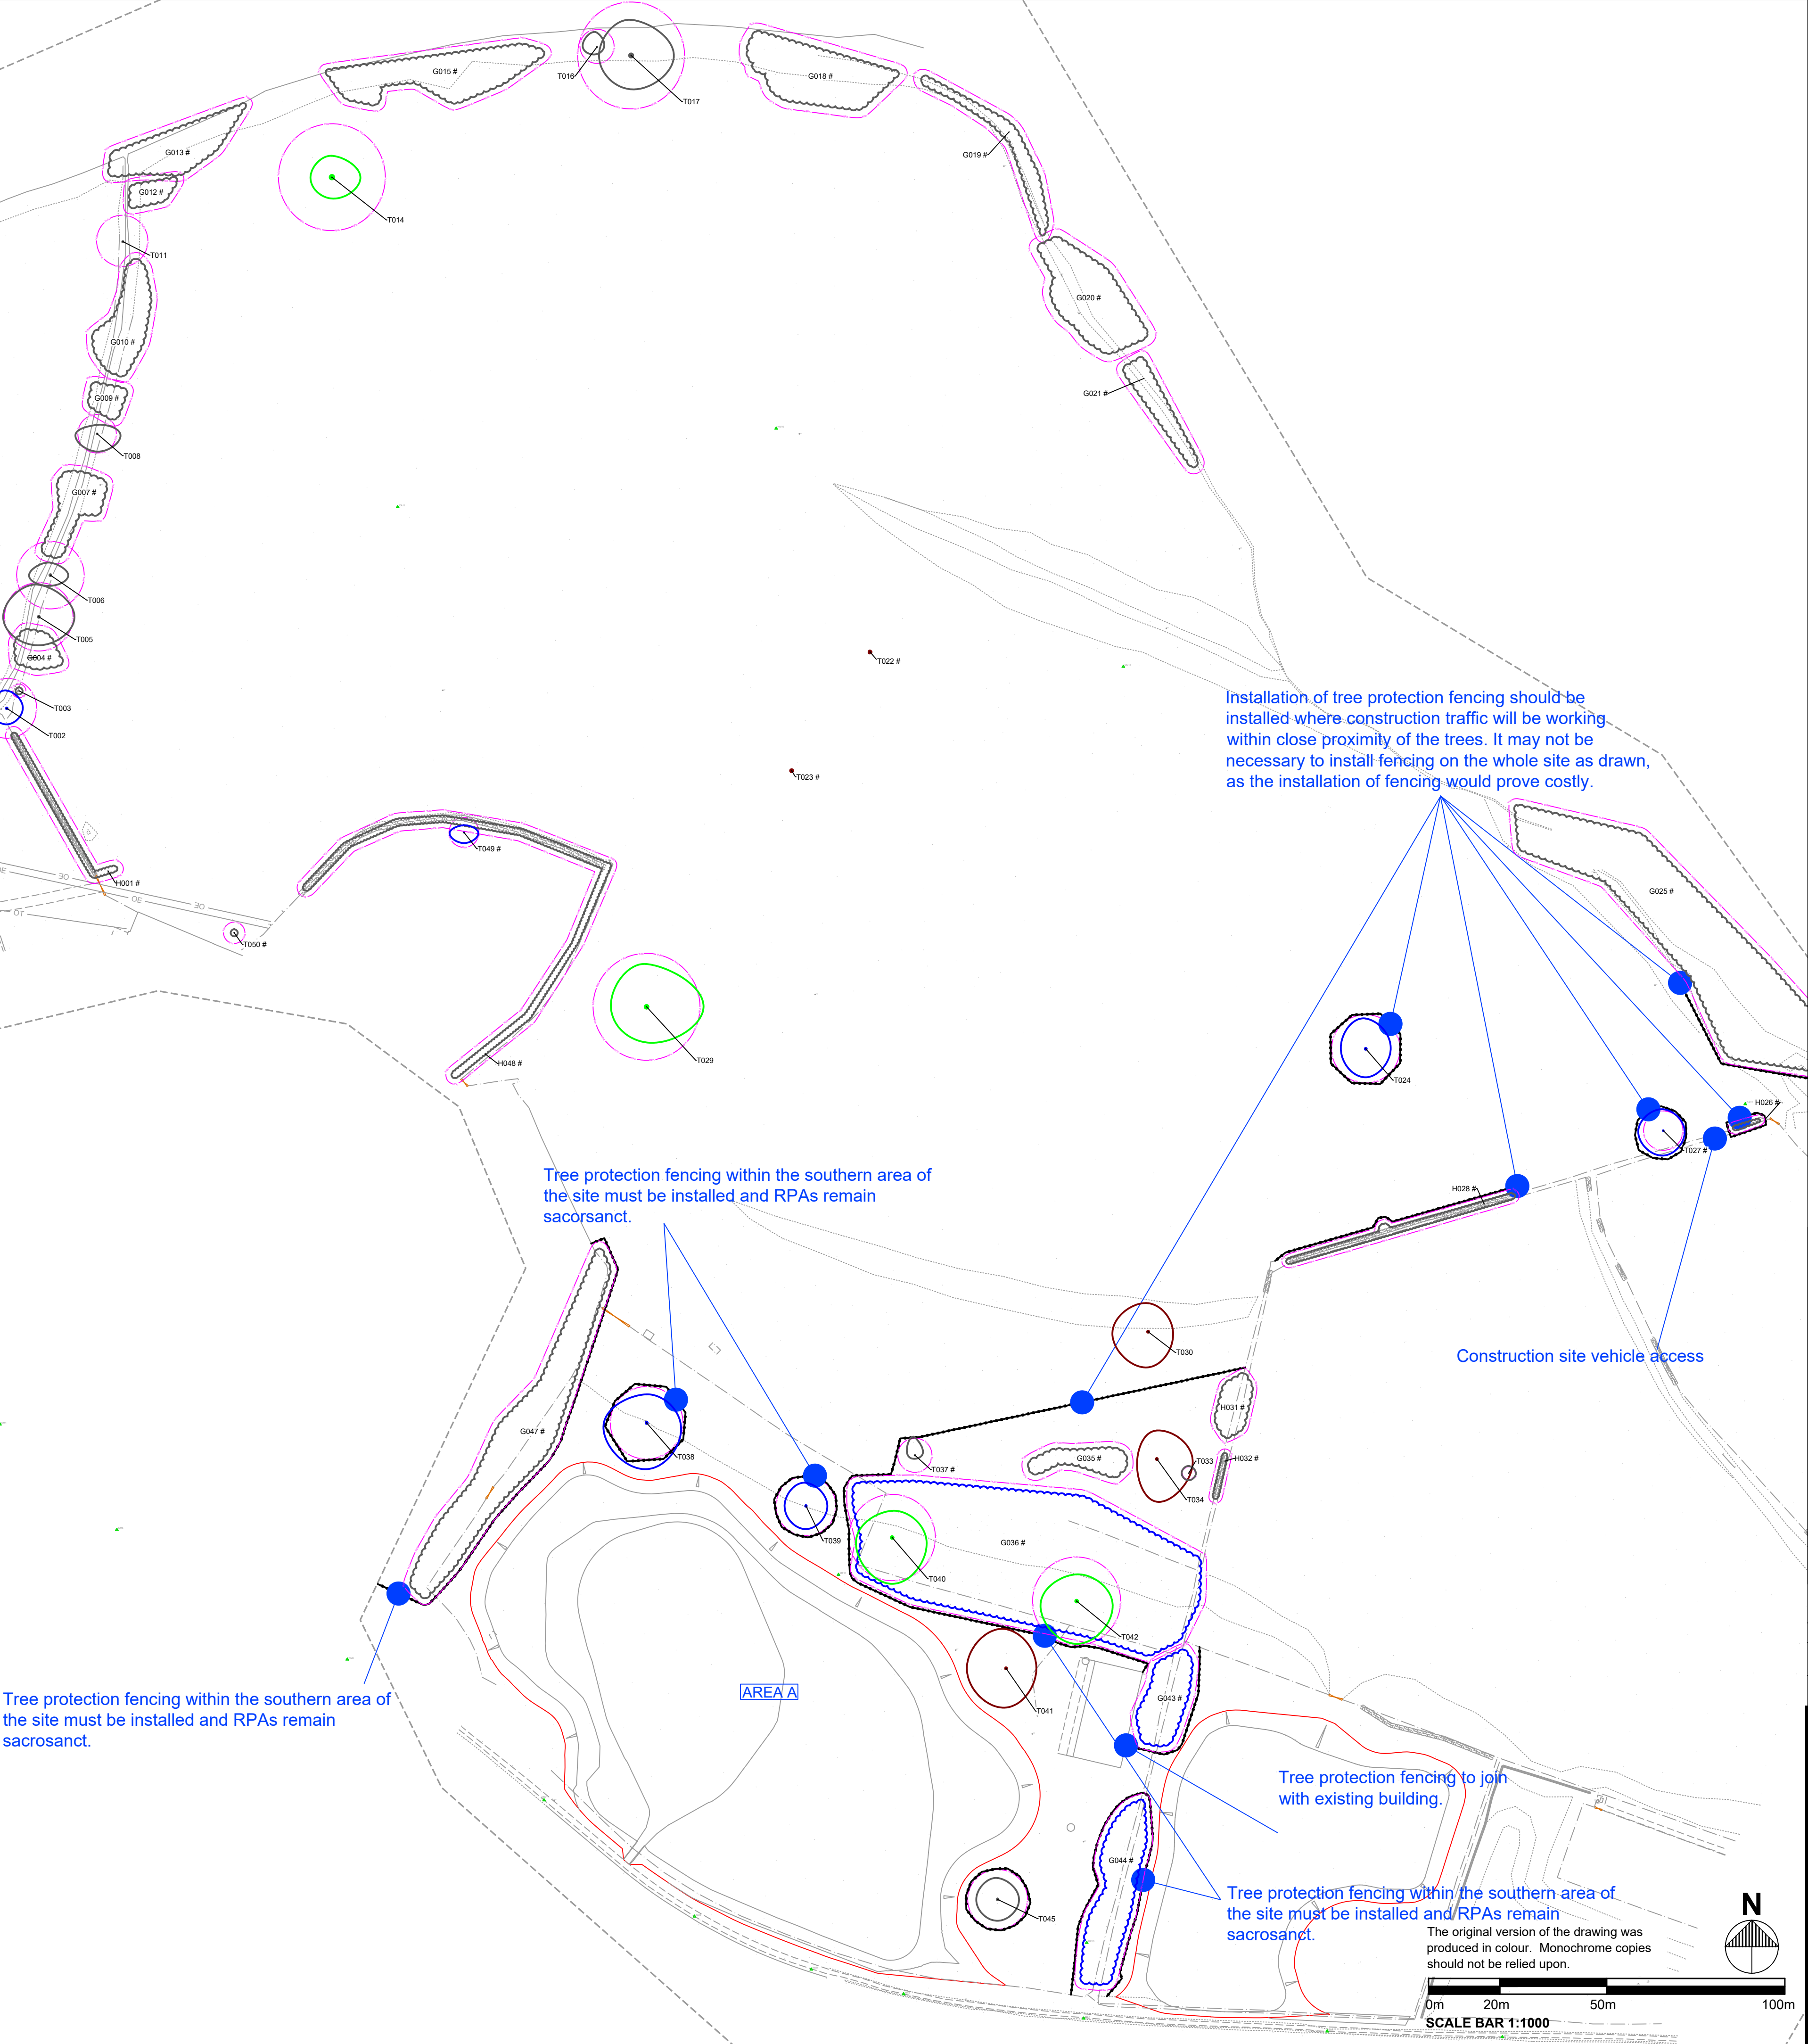 G015 #
T016
T017
G018 #
G013 #
G019 #
G012 #
T014
T011
G020 #
G010 #
G021 #
G009 #
T008
G007 #
T006
T005
G004 #
T022 #
T003
T002
Installation of tree protection fencing should be
installed where construction traffic will be working
within close proximity of the trees. It may not be
necessary to install fencing on the whole site as drawn,
as the installation of fencing would prove costly.
T023 #
T049 #
H001 #
OE
OE
OE
OT
G025 #
T050 #
T029
H048 #
T024
H026 #
T027 #
Tree protection fencing within the southern area of
the site must be installed and RPAs remain
sacorsanct.
H028 #
T030
Construction site vehicle access
H031 #
G047 #
T038
T037 #
G035 #
T033
H032 #
T034
T039
G036 #
T040
T042
Tree protection fencing within the southern area of
the site must be installed and RPAs remain
sacrosanct.
AREA A
T041
G043 #
Tree protection fencing to join
with existing building.
G044 #
T045
Tree protection fencing within the southern area of
the site must be installed and RPAs remain
sacrosanct.
N
The original version of the drawing was
produced in colour. Monochrome copies
should not be relied upon.
0m 20m 50m 100m
SCALE BAR 1:1000